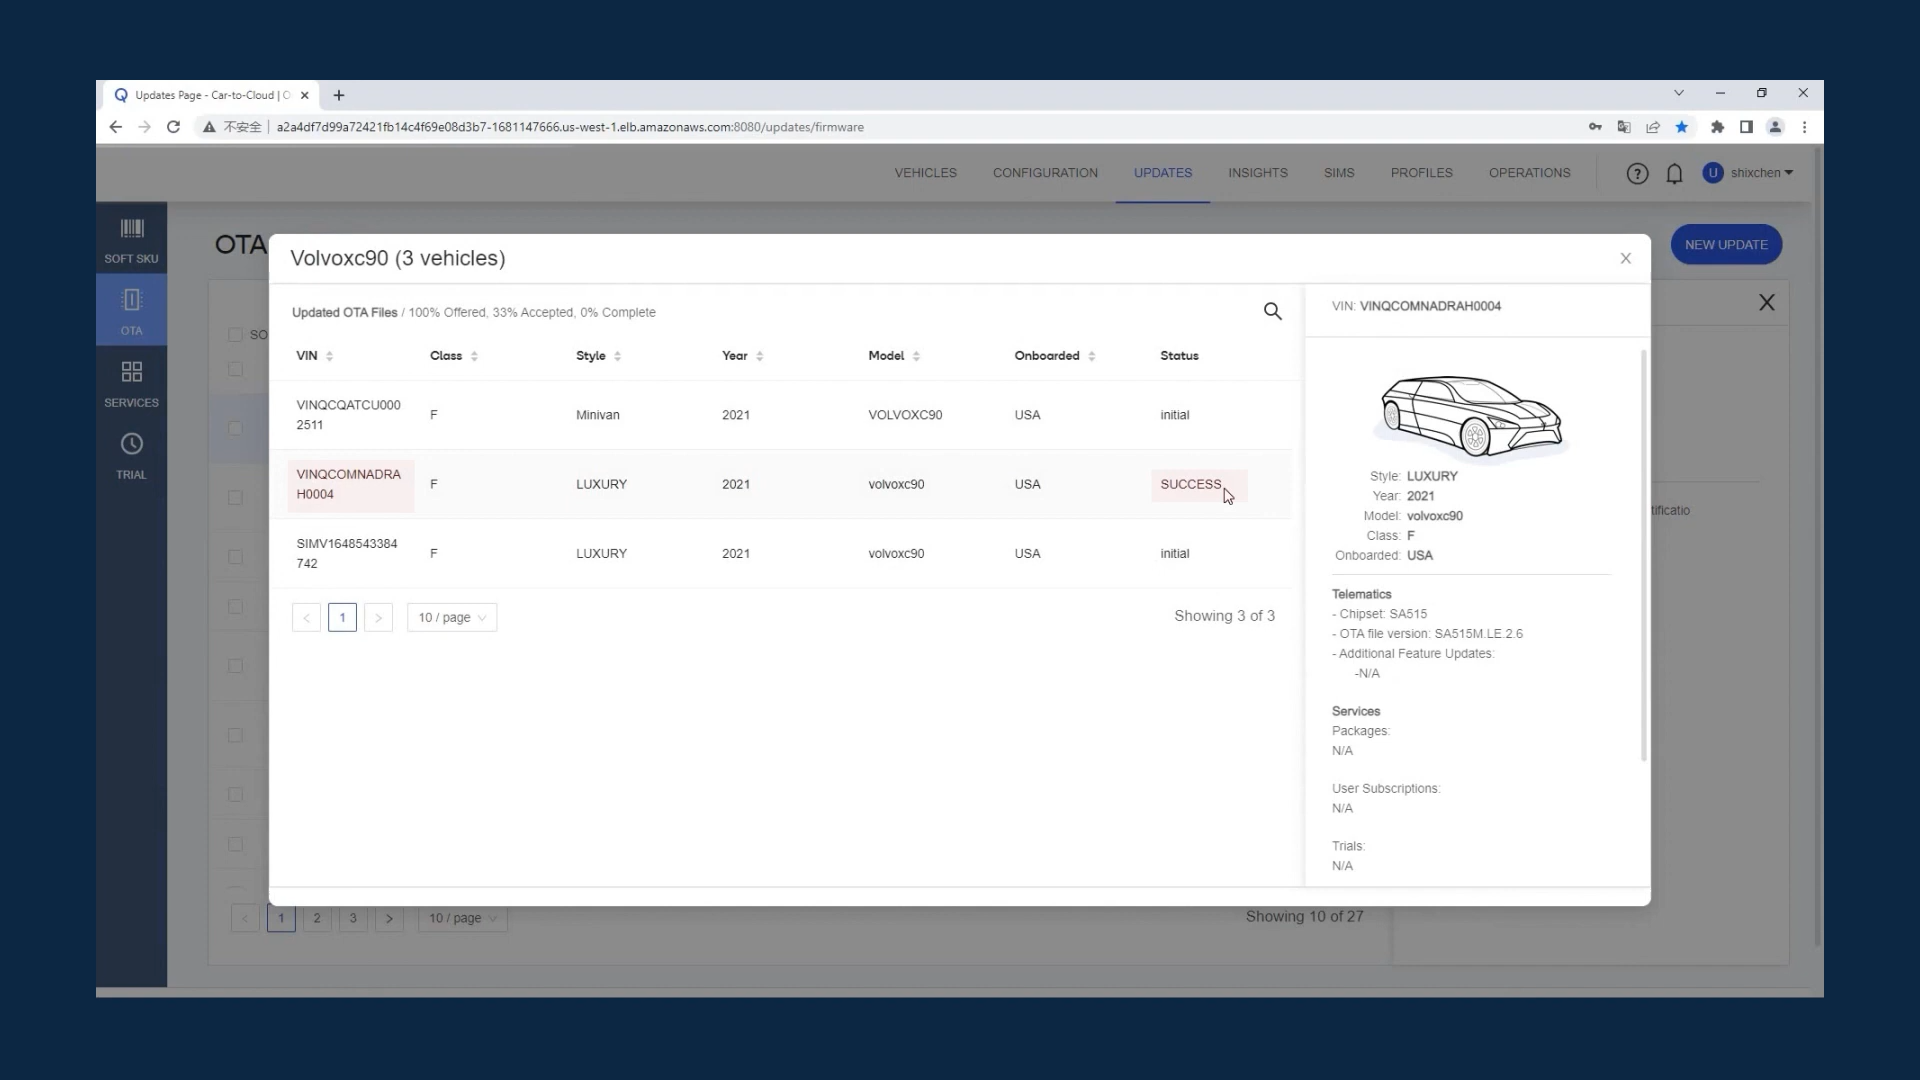 Updates Page - Car-to-Cloud | O
不安全 | a2a4df7d99a72421fb14c4f69e08d3b7-1681147666.us-west-1.elb.amazonaws.com:8080/updates/firmware
VEHICLES CONFIGURATION UPDATES INSIGHTS SIMS PROFILES OPERATIONS ? U shixchen
SOFT SKU
OTA
SERVICES
TRIAL
OTA
NEW UPDATE
SO
Volvoxc90 (3 vehicles)
Updated OTA Files / 100% Offered, 33% Accepted, 0% Complete
VIN Class Style Year Model Onboarded Status
VINQCQATCU000
2511
F Minivan 2021 VOLVOXC90 USA initial
VINQCOMNADRA
H0004
F LUXURY 2021 volvoxc90 USA SUCCESS
SIMV1648543384
742
F LUXURY 2021 volvoxc90 USA initial
< 1 > 10 / page
Showing 3 of 3
VIN: VINQCOMNADRAH0004
Style: LUXURY
Year: 2021
Model: volvoxc90
Class: F
Onboarded: USA
Telematics
- Chipset: SA515
- OTA file version: SA515M.LE.2.6
- Additional Feature Updates:
-N/A
Services
Packages:
N/A
User Subscriptions:
N/A
Trials:
N/A
tificatio
< 1 2 3 > 10 / page
Showing 10 of 27